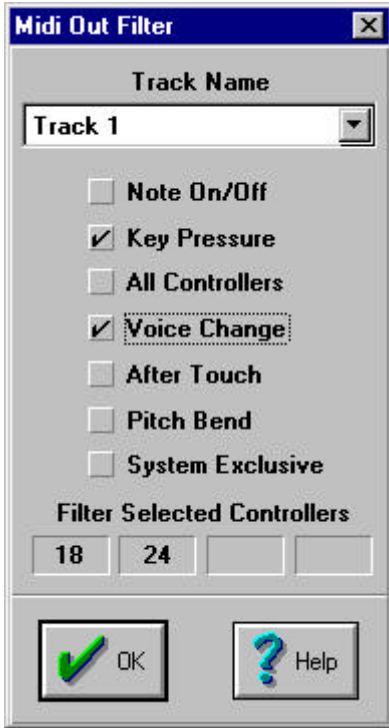 Midi Out Filter
Track Name
Track 1
Note On/Off
Key Pressure
All Controllers
Voice Change
After Touch
Pitch Bend
System Exclusive
Filter Selected Controllers
18 24
OK Help